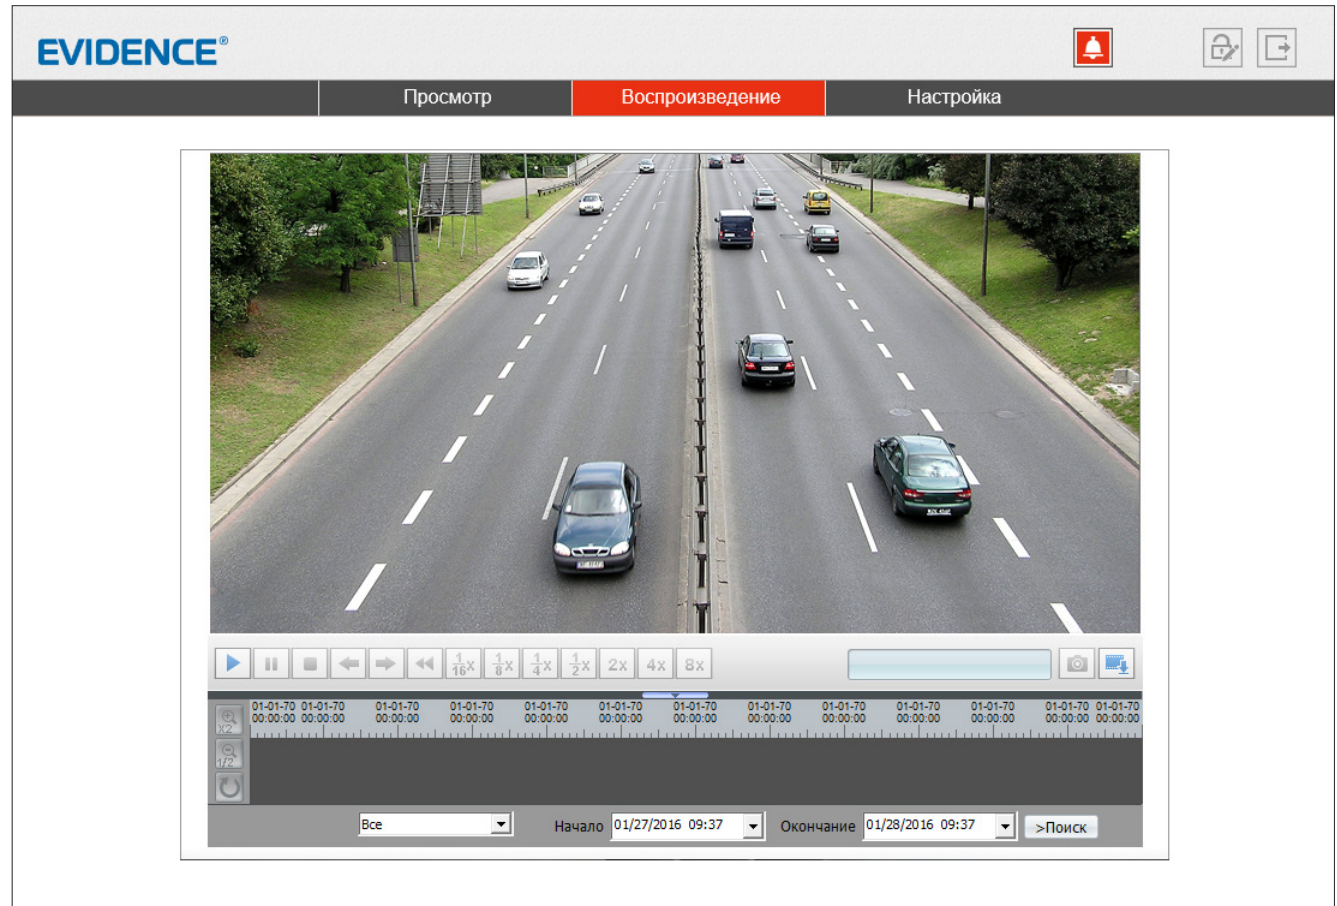 EVIDENCE®
Просмотр
Воспроизведение
Настройка
1/16x 1/8x 1/4x 1/2x 2x 4x 8x
01-01-70 01-01-70 01-01-70 01-01-70 01-01-70 01-01-70 01-01-70 01-01-70 01-01-70 01-01-70 01-01-70 01-01-70 01-01-70
00:00:00 00:00:00 00:00:00 00:00:00 00:00:00 00:00:00 00:00:00 00:00:00 00:00:00 00:00:00 00:00:00 00:00:00 00:00:00
X2
1/2
Все Начало 01/27/2016 09:37 Окончание 01/28/2016 09:37 >Поиск